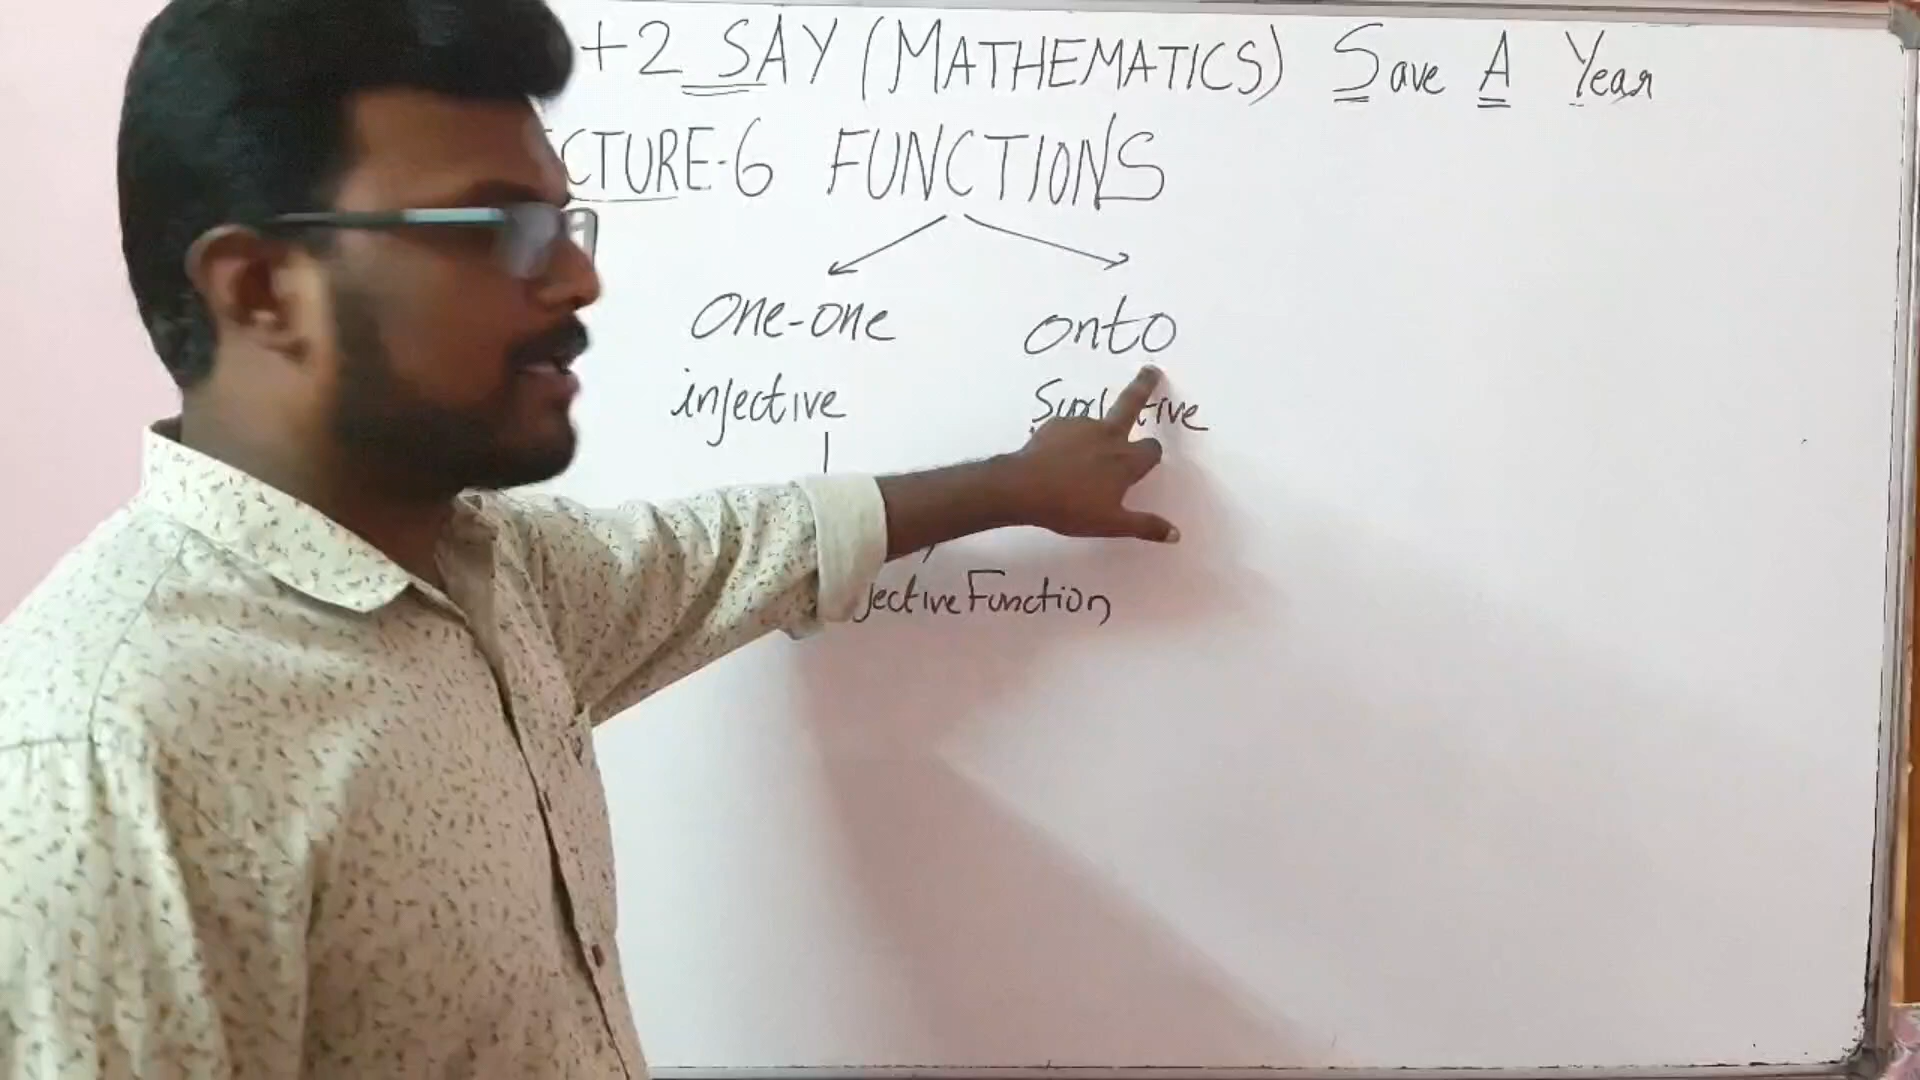 +2 SAY (MATHEMATICS) Save A Year
CTURE-6 FUNCTIONS
one-one onto
injective
jective Function